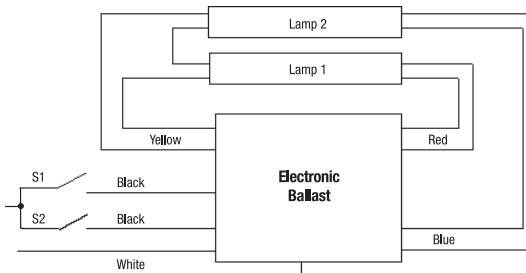 Lamp 2
Lamp 1
Yellow
Red
S1
Black
Electronic
Ballast
S2
Black
Blue
White